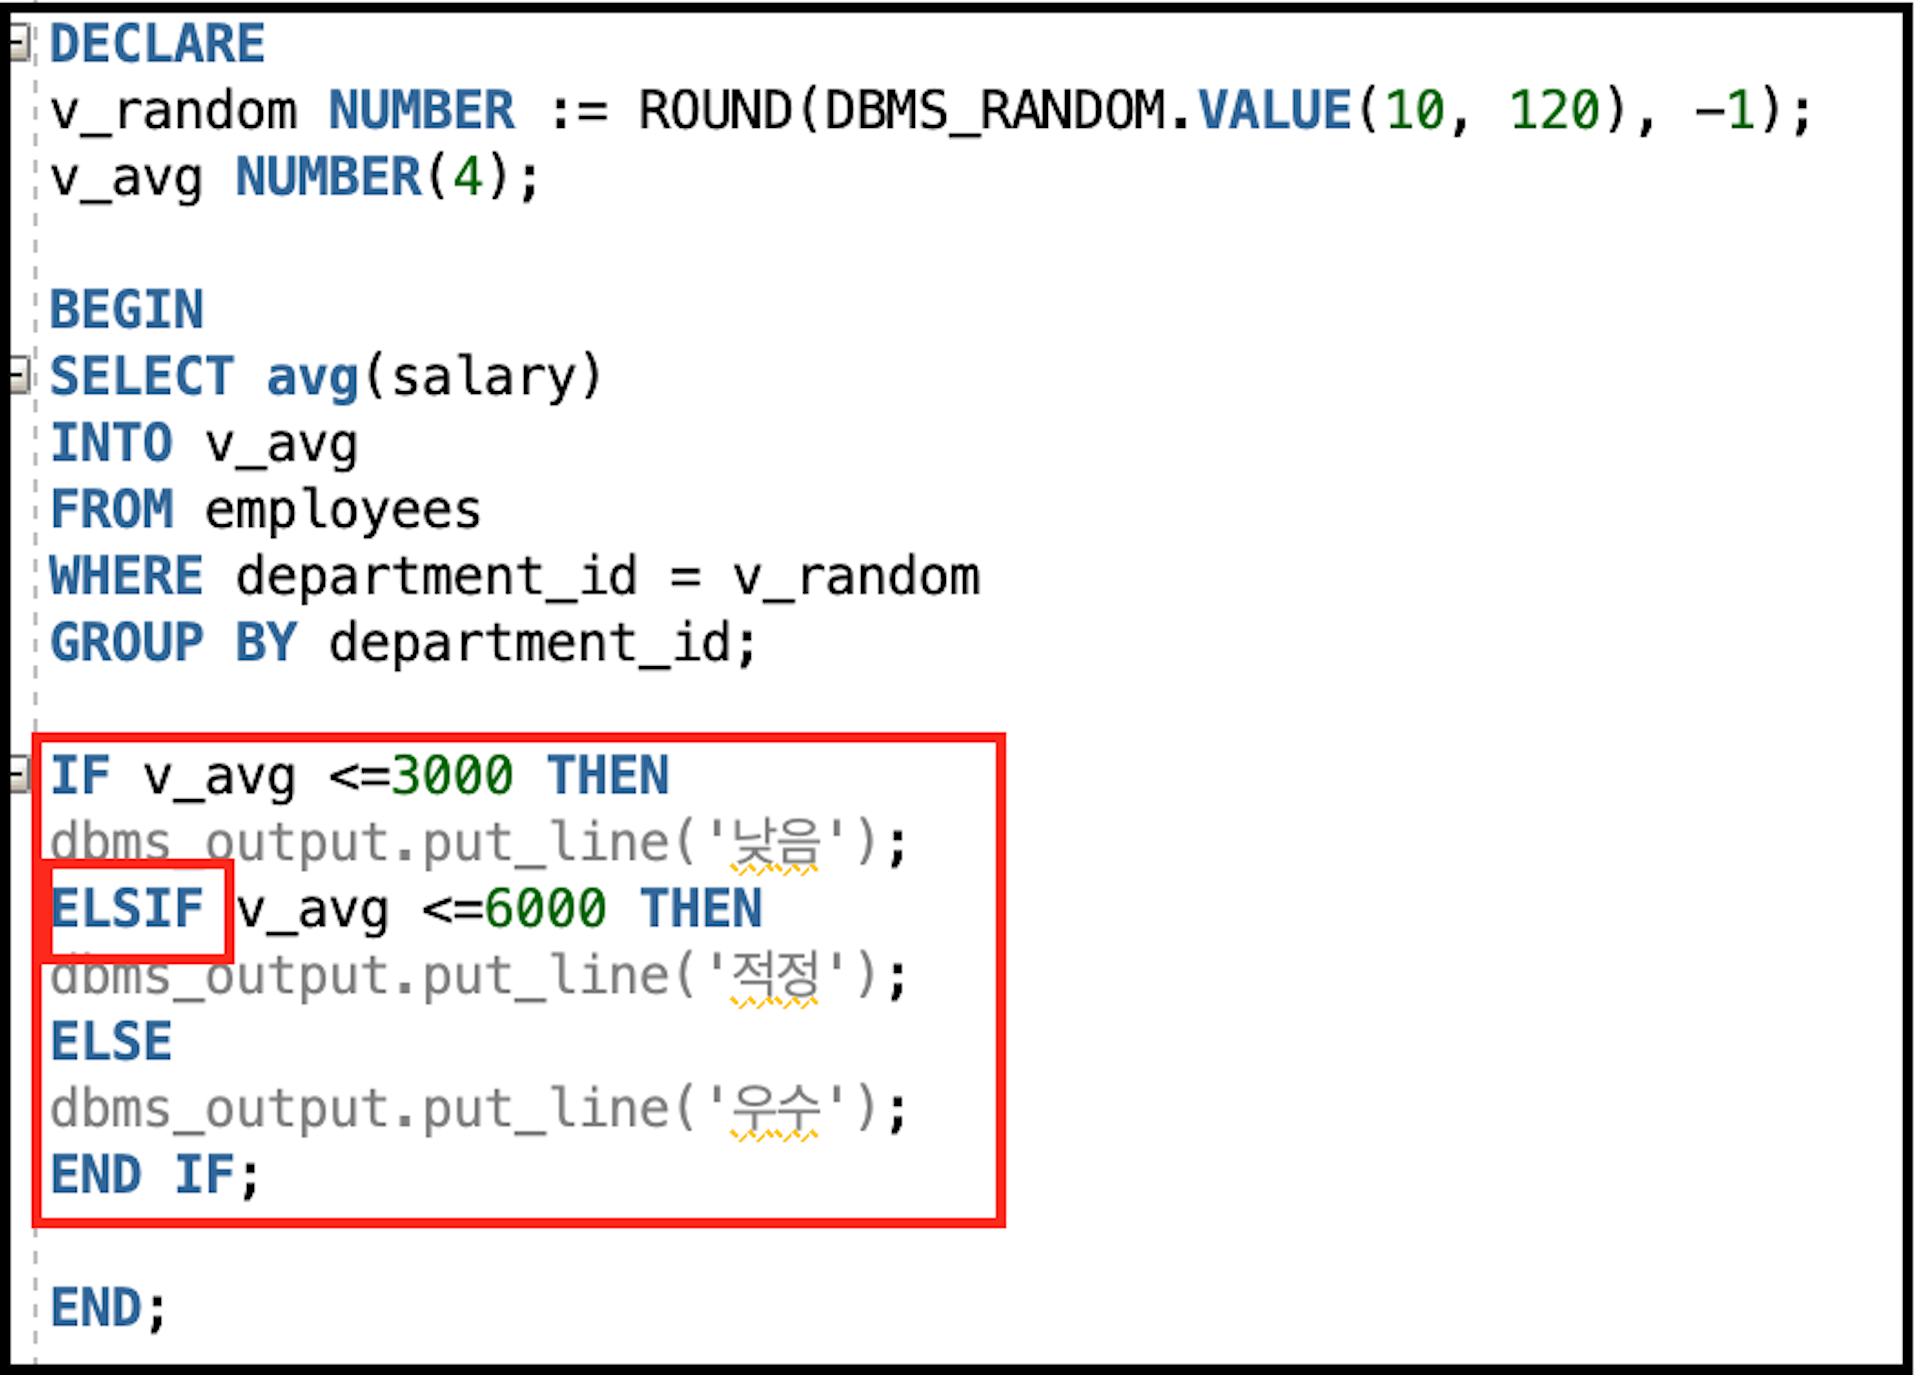 DECLARE
v_random NUMBER := ROUND(DBMS_RANDOM.VALUE(10, 120), -1);
v_avg NUMBER(4);
BEGIN
SELECT avg(salary)
INTO v_avg
FROM employees
WHERE department_id = v_random
GROUP BY department_id;
IF v_avg <=3000 THEN
dbms_output.put_line('낮음');
ELSIF v_avg <=6000 THEN
dbms_output.put_line('적정');
ELSE
dbms_output.put_line('우수');
END IF;
END;